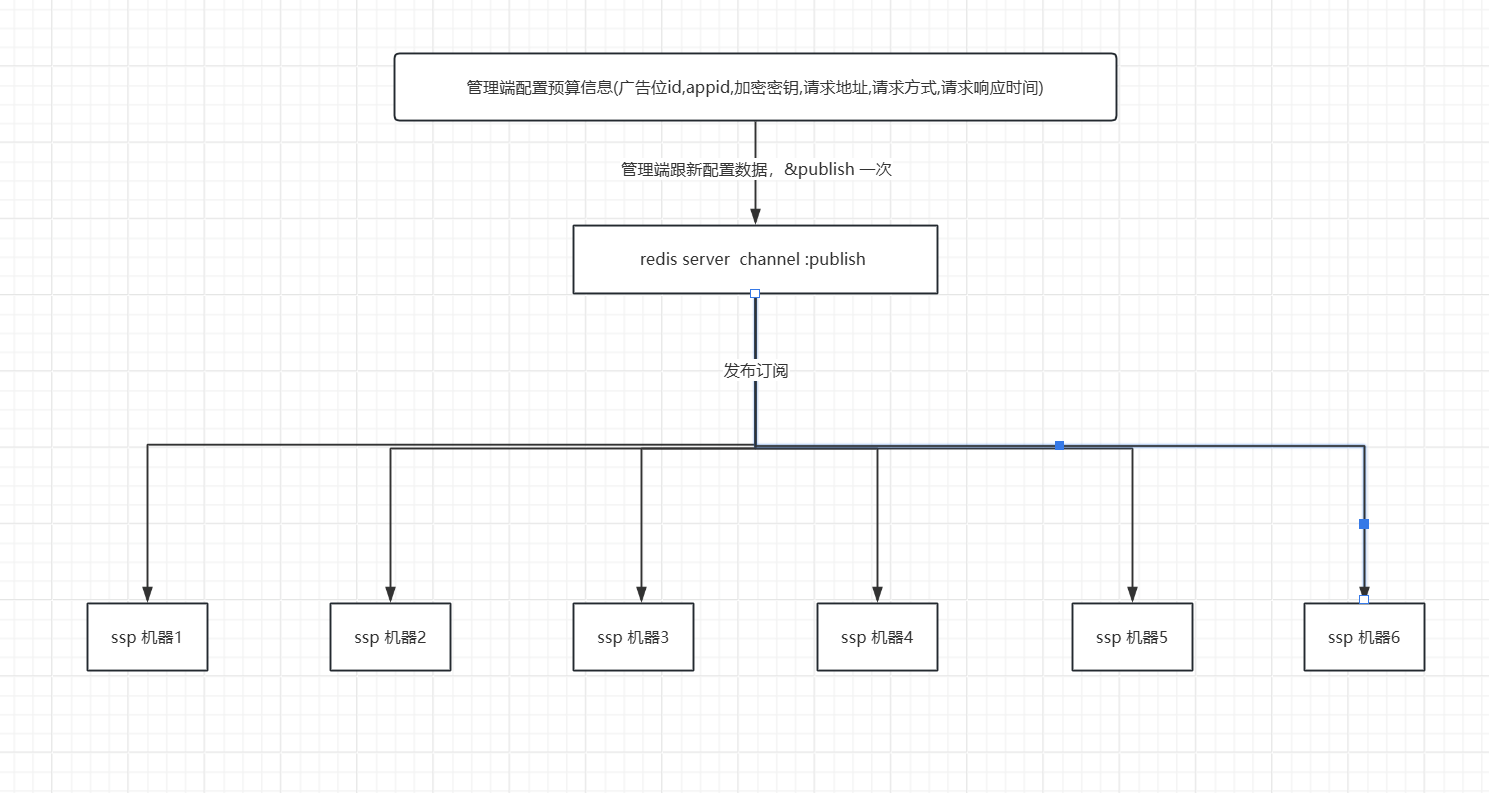 管理端配置预算信息(广告位id,appid,加密密钥,请求地址,请求方式,请求响应时间)
管理端跟新配置数据，&publish 一次
redis server  channel :publish
发布订阅
ssp 机器1
ssp 机器2
ssp 机器3
ssp 机器4
ssp 机器5
ssp 机器6